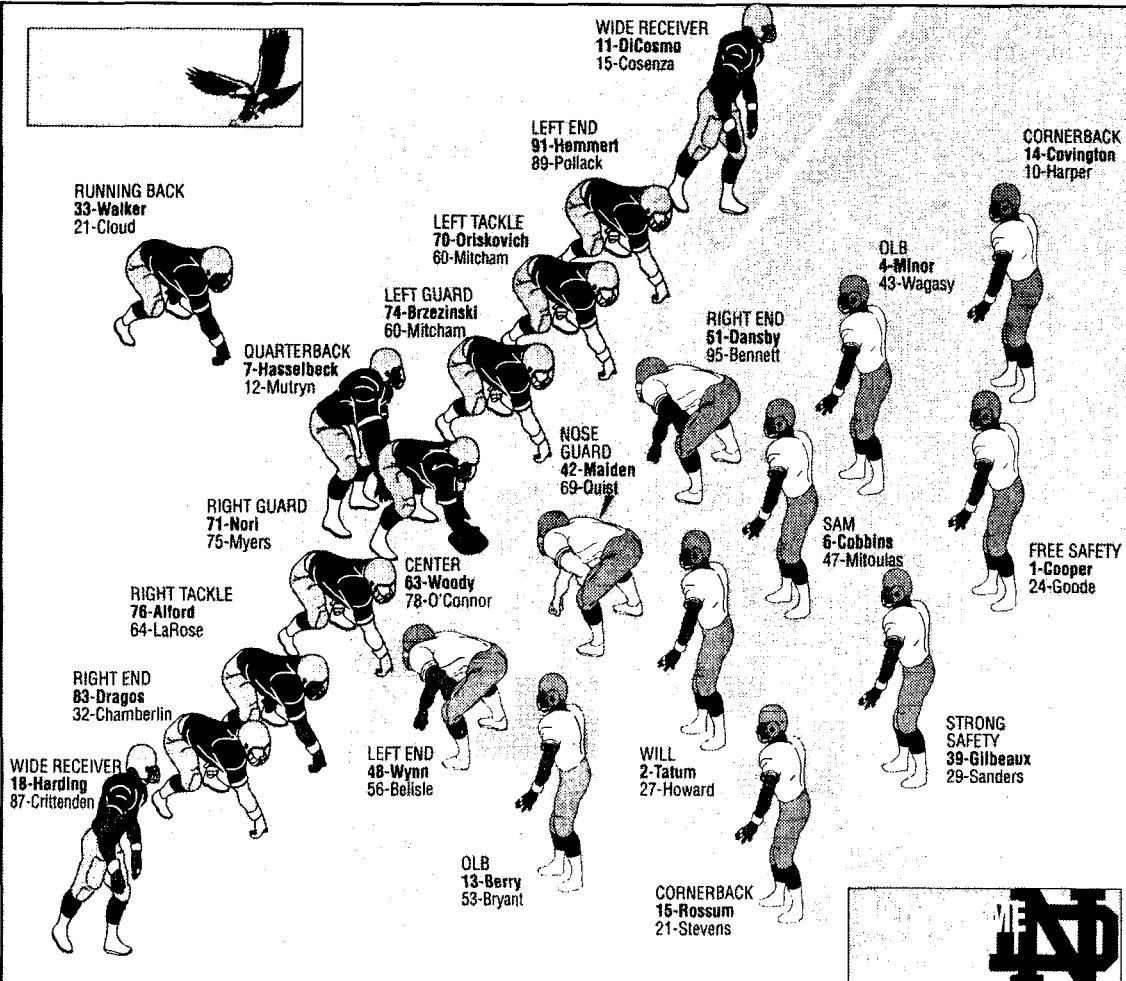 WIDE RECEIVER
11-DiCosmo
15-Cosenza
LEFT END
91-Hemmert
89-Pollack
CORNERBACK
14-Covington
10-Harper
RUNNING BACK
33-Walker
21-Cloud
LEFT TACKLE
70-Oriskovich
60-Mitcham
OLB
4-Minor
43-Wagasy
LEFT GUARD
74-Brzezinski
60-Mitcham
RIGHT END
51-Dansby
95-Bennett
QUARTERBACK
7-Hasselbeck
12-Mutryn
NOSE
GUARD
42-Maiden
69-Quist
RIGHT GUARD
71-Nori
75-Myers
SAM
6-Cobbins
47-Mitoulas
FREE SAFETY
1-Cooper
24-Goode
CENTER
63-Woody
78-O'Connor
RIGHT TACKLE
76-Alford
64-LaRose
RIGHT END
83-Dragos
32-Chamberlin
STRONG
SAFETY
39-Gilbeaux
29-Sanders
LEFT END
48-Wynn
56-Belisle
WILL
2-Tatum
27-Howard
WIDE RECEIVER
18-Harding
87-Crittenden
OLB
13-Berry
53-Bryant
CORNERBACK
15-Rossum
21-Stevens
ND